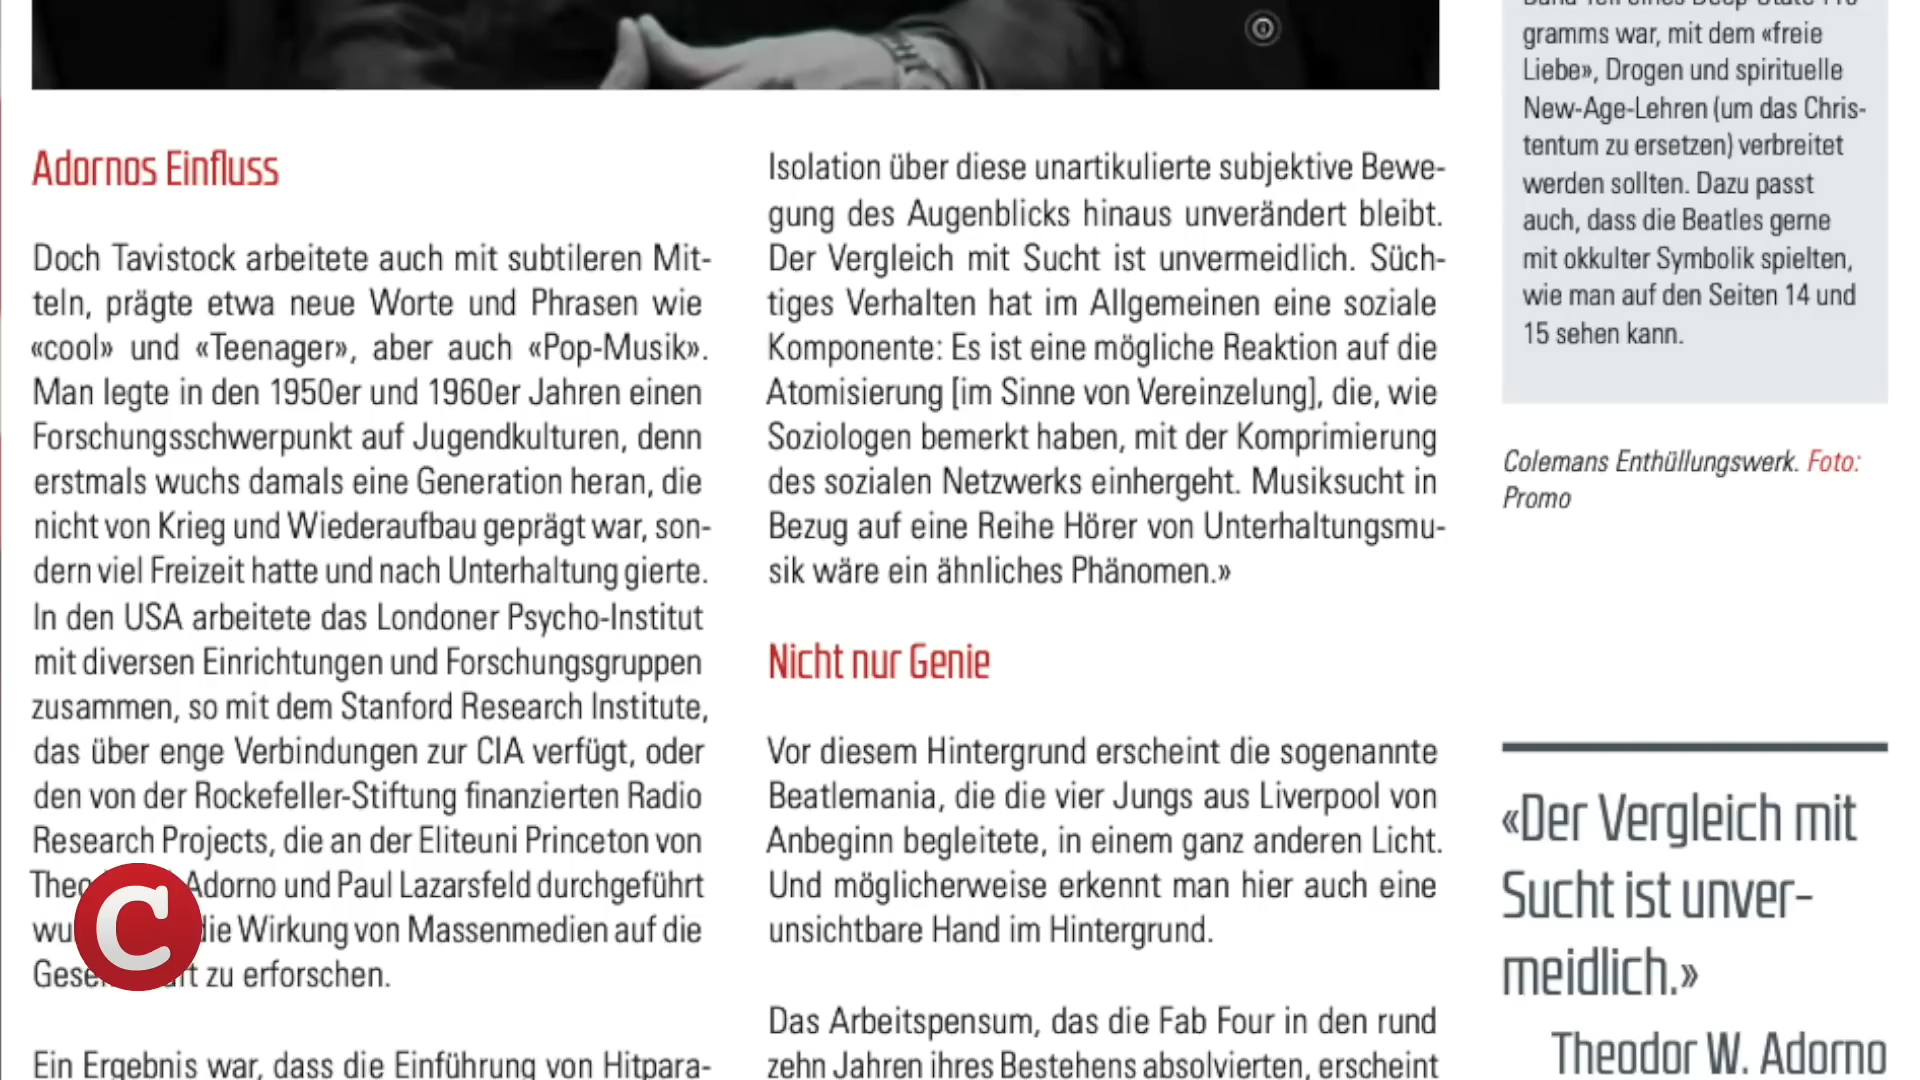 Adornos Einfluss
Doch Tavistock arbeitete auch mit subtileren Mit-
teln, prägte etwa neue Worte und Phrasen wie
«cool» und «Teenager», aber auch «Pop-Musik».
Man legte in den 1950er und 1960er Jahren einen
Forschungsschwerpunkt auf Jugendkulturen, denn
erstmals wuchs damals eine Generation heran, die
nicht von Krieg und Wiederaufbau geprägt war, son-
dern viel Freizeit hatte und nach Unterhaltung gierte.
In den USA arbeitete das Londoner Psycho-Institut
mit diversen Einrichtungen und Forschungsgruppen
zusammen, so mit dem Stanford Research Institute,
das über enge Verbindungen zur CIA verfügt, oder
den von der Rockefeller-Stiftung finanzierten Radio
Research Projects, die an der Eliteuni Princeton von
Adorno und Paul Lazarsfeld durchgeführt
die Wirkung von Massenmedien auf die
zu erforschen.
Ein Ergebnis war, dass die Einführung von Hitpara-
Isolation über diese unartikulierte subjektive Bewe-
gung des Augenblicks hinaus unverändert bleibt.
Der Vergleich mit Sucht ist unvermeidlich. Süch-
tiges Verhalten hat im Allgemeinen eine soziale
Komponente: Es ist eine mögliche Reaktion auf die
Atomisierung [im Sinne von Vereinzelung], die, wie
Soziologen bemerkt haben, mit der Komprimierung
des sozialen Netzwerks einhergeht. Musiksucht in
Bezug auf eine Reihe Hörer von Unterhaltungsmu-
sik wäre ein ähnliches Phänomen.»
Nicht nur Genie
Vor diesem Hintergrund erscheint die sogenannte
Beatlemania, die die vier Jungs aus Liverpool von
Anbeginn begleitete, in einem ganz anderen Licht.
Und möglicherweise erkennt man hier auch eine
unsichtbare Hand im Hintergrund.
Das Arbeitspensum, das die Fab Four in den rund
zehn Jahren ihres Bestehens absolvierten, erscheint
gramms war, mit dem «freie
Liebe», Drogen und spirituelle
New-Age-Lehren (um das Chris-
tentum zu ersetzen) verbreitet
werden sollten. Dazu passt
auch, dass die Beatles gerne
mit okkulter Symbolik spielten,
wie man auf den Seiten 14 und
15 sehen kann.
Colemans Enthüllungswerk. Foto:
Promo
«Der Vergleich mit
Sucht ist unver-
meidlich.»
Theodor W. Adorno
C